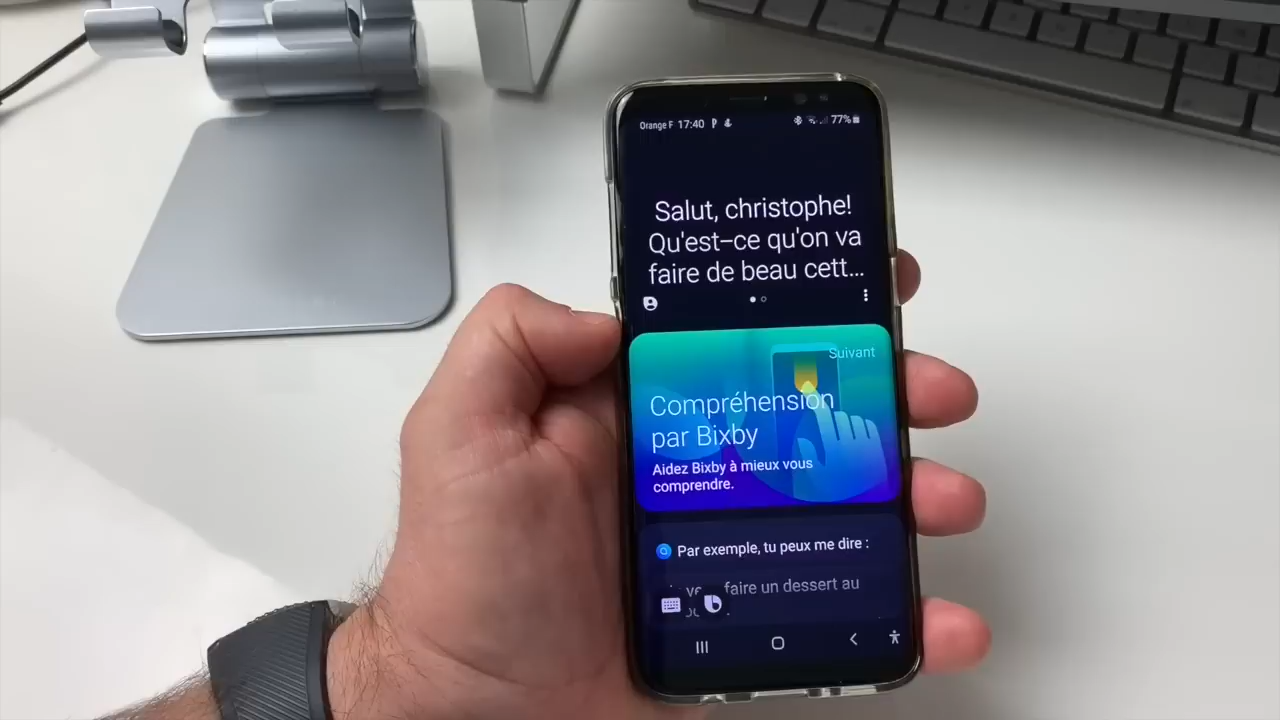 Orange F 17:40 77%
Salut, christophe!
Qu'est-ce qu'on va
faire de beau cett...
Suivant
Compréhension
par Bixby
Aidez Bixby à mieux vous
comprendre.
Par exemple, tu peux me dire :
faire un dessert au